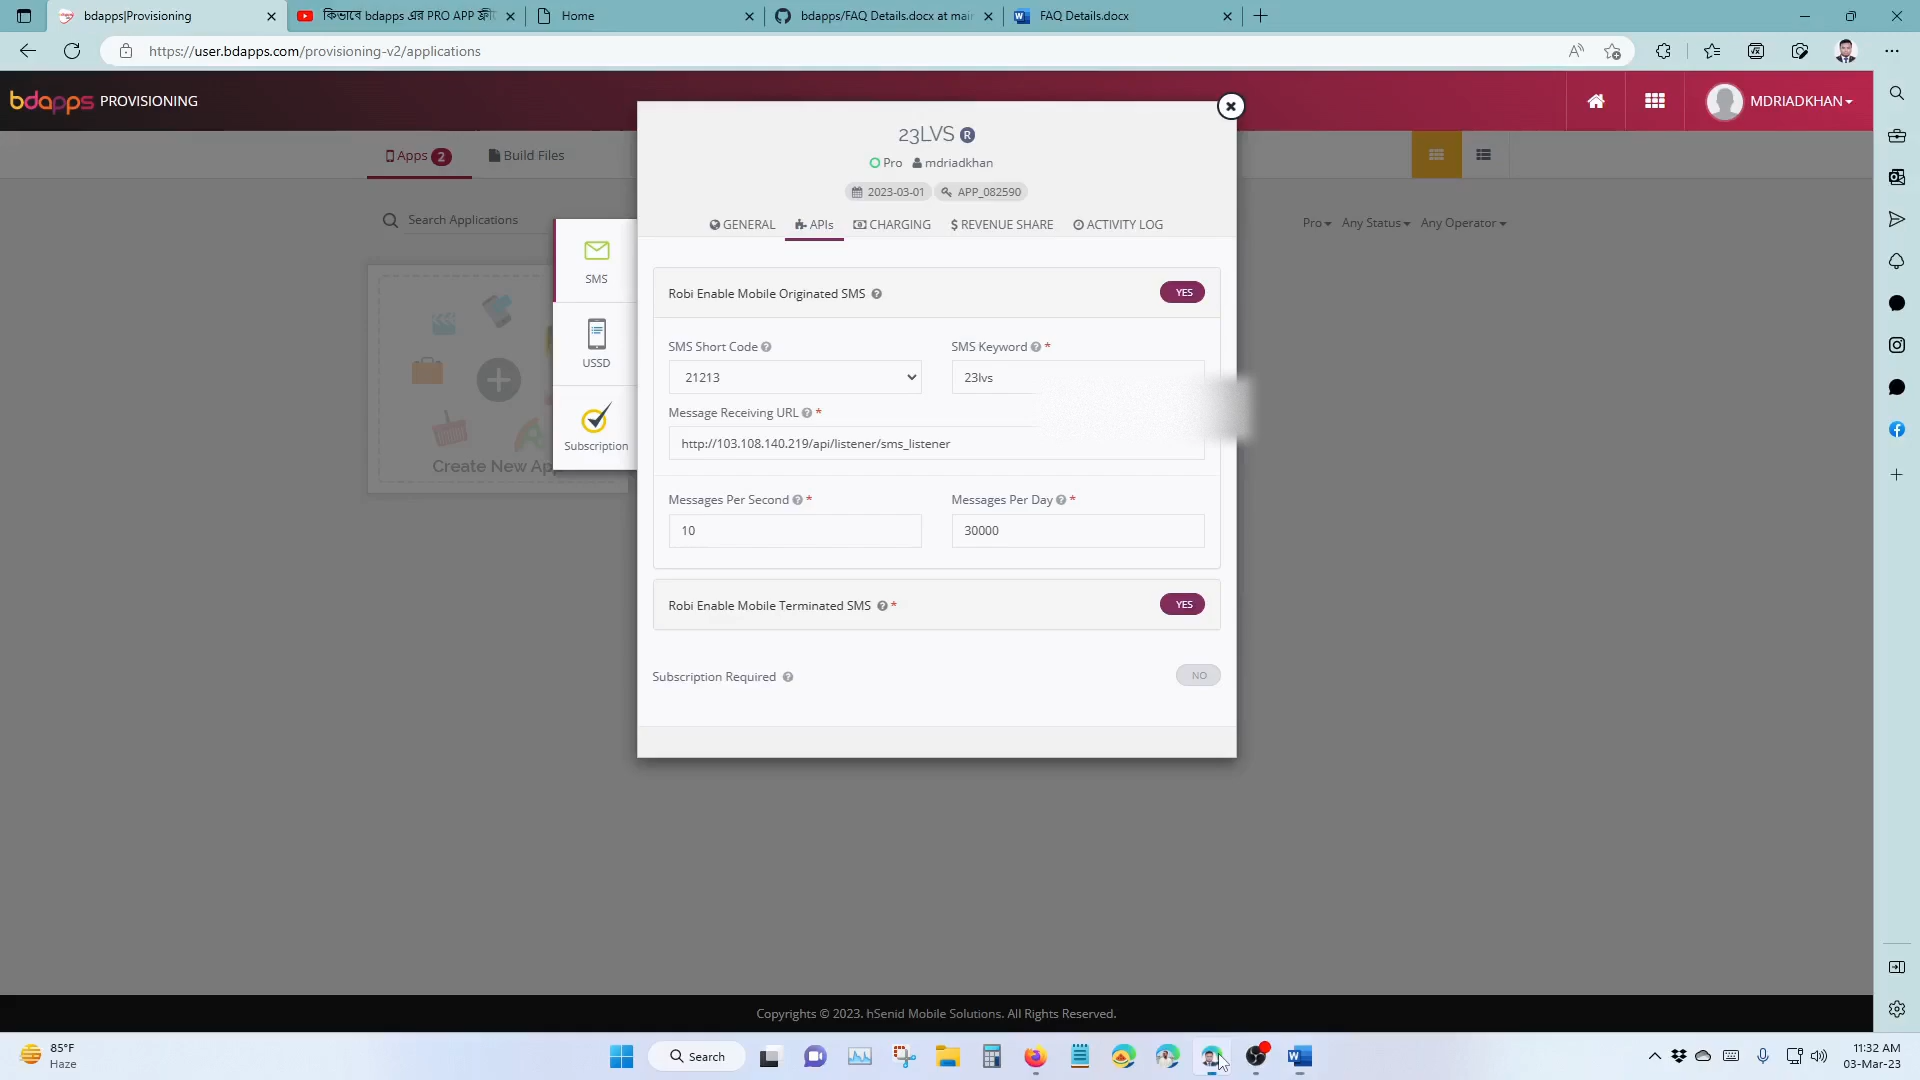 bdapps|Provisioning
কিভাবে bdapps এর PRO APP ফ্রী
Home
bdapps/FAQ Details.docx at mai
FAQ Details.docx
https://user.bdapps.com/provisioning-v2/applications
bdapps PROVISIONING
MDRIADKHAN
Apps 2
Build Files
Search Applications
Pro
Any Status
Any Operator
Create New Ap
SMS
USSD
Subscription
23LVS R
Pro mdriadkhan
2023-03-01 APP_082590
GENERAL APIs CHARGING $ REVENUE SHARE ACTIVITY LOG
Robi Enable Mobile Originated SMS
YES
SMS Short Code
SMS Keyword *
21213
23lvs
Message Receiving URL *
http://103.108.140.219/api/listener/sms_listener
Messages Per Second *
Messages Per Day *
10
30000
Robi Enable Mobile Terminated SMS *
YES
Subscription Required
NO
Copyrights © 2023. hSenid Mobile Solutions. All Rights Reserved.
85°F
Haze
Search
11:32 AM
03-Mar-23